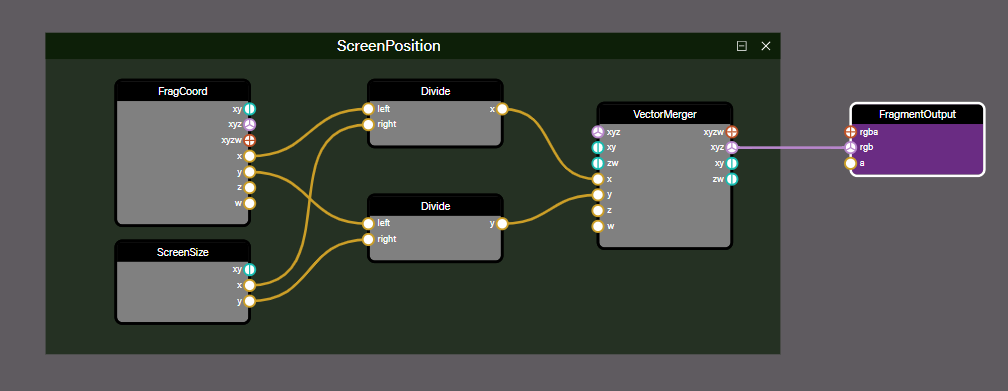 ScreenPosition
FragCoord
xy
xyz
xyzw
x
y
z
w
ScreenSize
xy
x
y
Divide
left x
right
Divide
left y
right
VectorMerger
xyz xyzw
xy xyz
zw xy
x zw
y
z
w
FragmentOutput
rgba
rgb
a